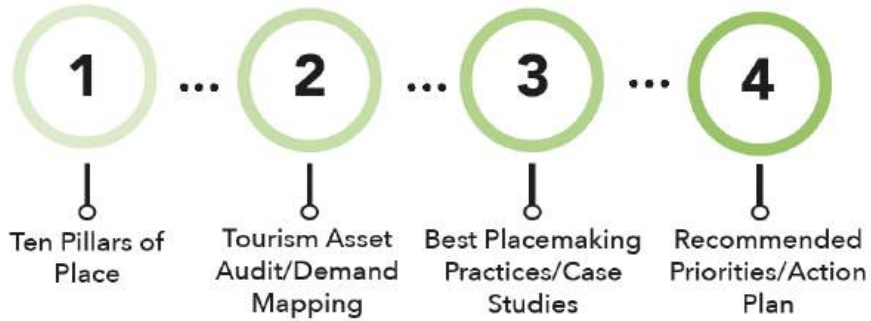 1 ... 2 ... 3 ... 4
Ten Pillars of
Place
Tourism Asset
Audit/Demand
Mapping
Best Placemaking
Practices/Case
Studies
Recommended
Priorities/Action
Plan